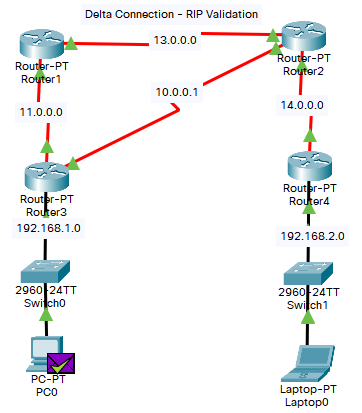 Delta Connection - RIP Validation
13.0.0.0
Router-PT
Router1
Router-PT
Router2
10.0.0.1
11.0.0.0
14.0.0.0
Router-PT
Router3
Router-PT
Router4
192.168.1.0
192.168.2.0
2960-24TT
Switch0
2960-24TT
Switch1
PC-PT
PC0
Laptop-PT
Laptop0